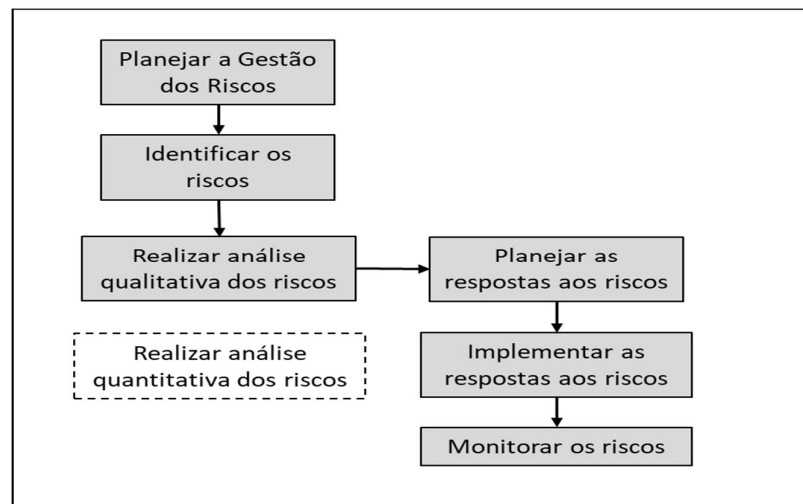 Planejar a Gestão
dos Riscos
Identificar os
riscos
Realizar análise
qualitativa dos riscos
Realizar análise
quantitativa dos riscos
Planejar as
respostas aos riscos
Implementar as
respostas aos riscos
Monitorar os riscos